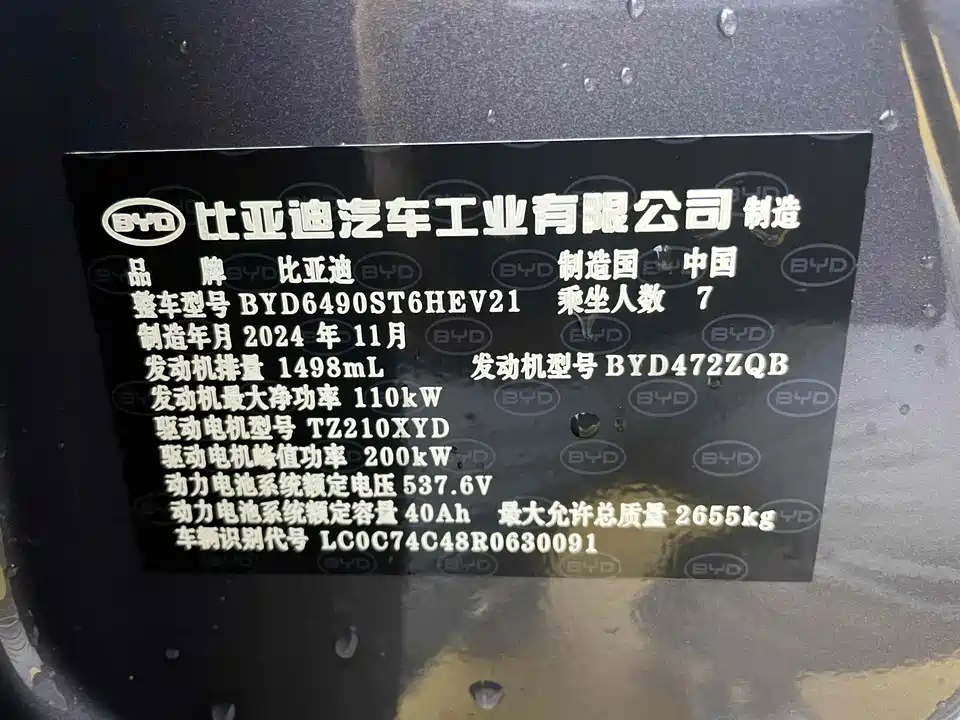 BYD 比亚迪汽车工业有限公司 制造
品 牌 比亚迪 制造国 中国
整车型号 BYD6490ST6HEV21 乘坐人数 7
制造年月 2024 年 11月
发动机排量 1498mL 发动机型号 BYD472ZQB
发动机最大净功率 110kW
驱动电机型号 TZ210XYD
驱动电机峰值功率 200kW
动力电池系统额定电压 537.6V
动力电池系统额定容量 40Ah 最大允许总质量 2655kg
车辆识别代号 LC0C74C48R0630091